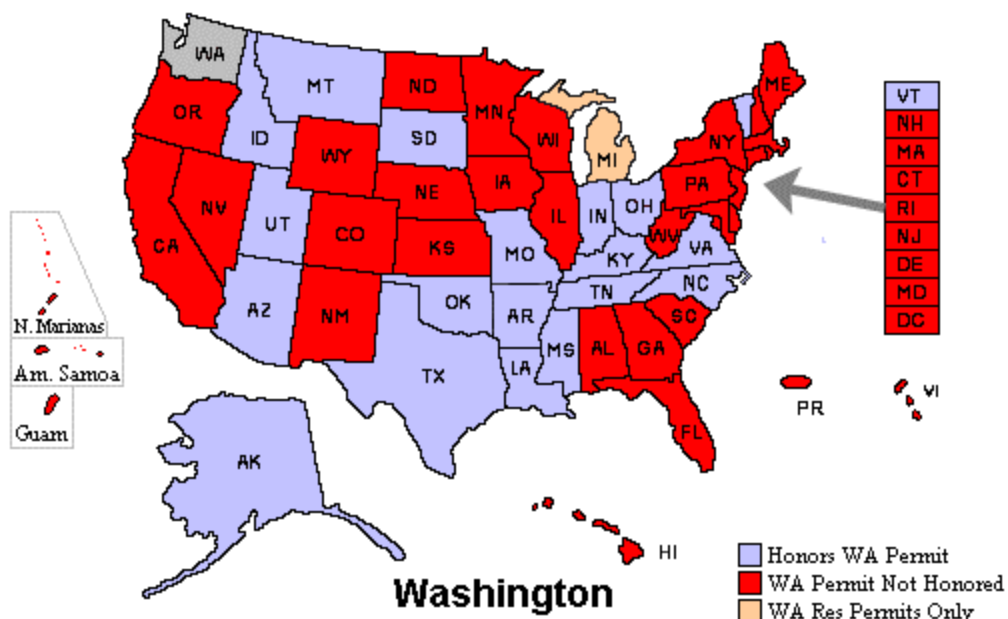 WA
MT
ND
MN
ME
VT
OR
ID
SD
WI
NY
NH
WY
MI
MA
NE
IA
PA
CT
NV
UT
IL
IN
OH
RI
CA
CO
KS
MO
WV
VA
NJ
KY
DE
NC
MD
AZ
NM
OK
TN
AR
SC
DC
N. Marianas
MS
AL
GA
LA
Am. Samoa
TX
VI
PR
Guam
FL
AK
HI
Honors WA Permit
WA Permit Not Honored
WA Res Permits Only
Washington